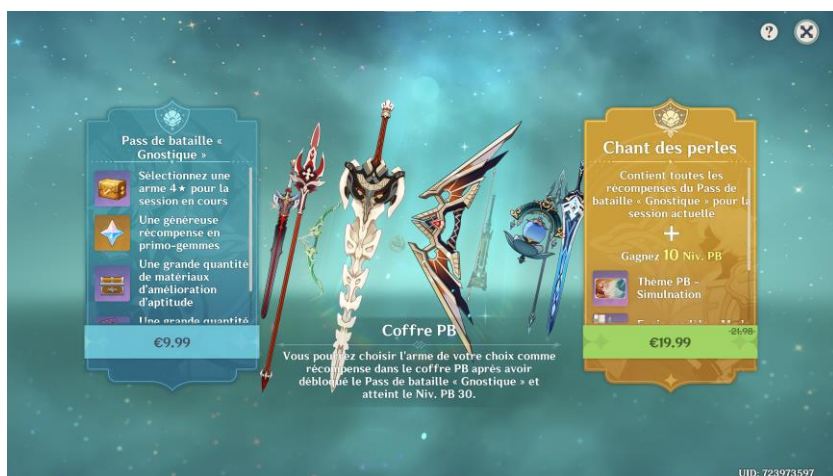 Pass de bataille «
Gnostique »
Sélectionnez une
arme 4★ pour la
session en cours
Une généreuse
récompense en
primo-gemmes
Une grande quantité
de matériaux
d'amélioration
d'aptitude
Une grande quantité
€9.99
Coffre PB
Vous pouvez choisir l'arme de votre choix comme
récompense dans le coffre PB après avoir
débloqué le Pass de bataille « Gnostique » et
atteint le Niv. PB 30.
Chant des perles
Contient toutes les
récompenses du Pass de
bataille « Gnostique » pour la
session actuelle
+
Gagnez 10 Niv. PB
Thème PB –
Simulnation
21.98
€19.99
UID: 723973597